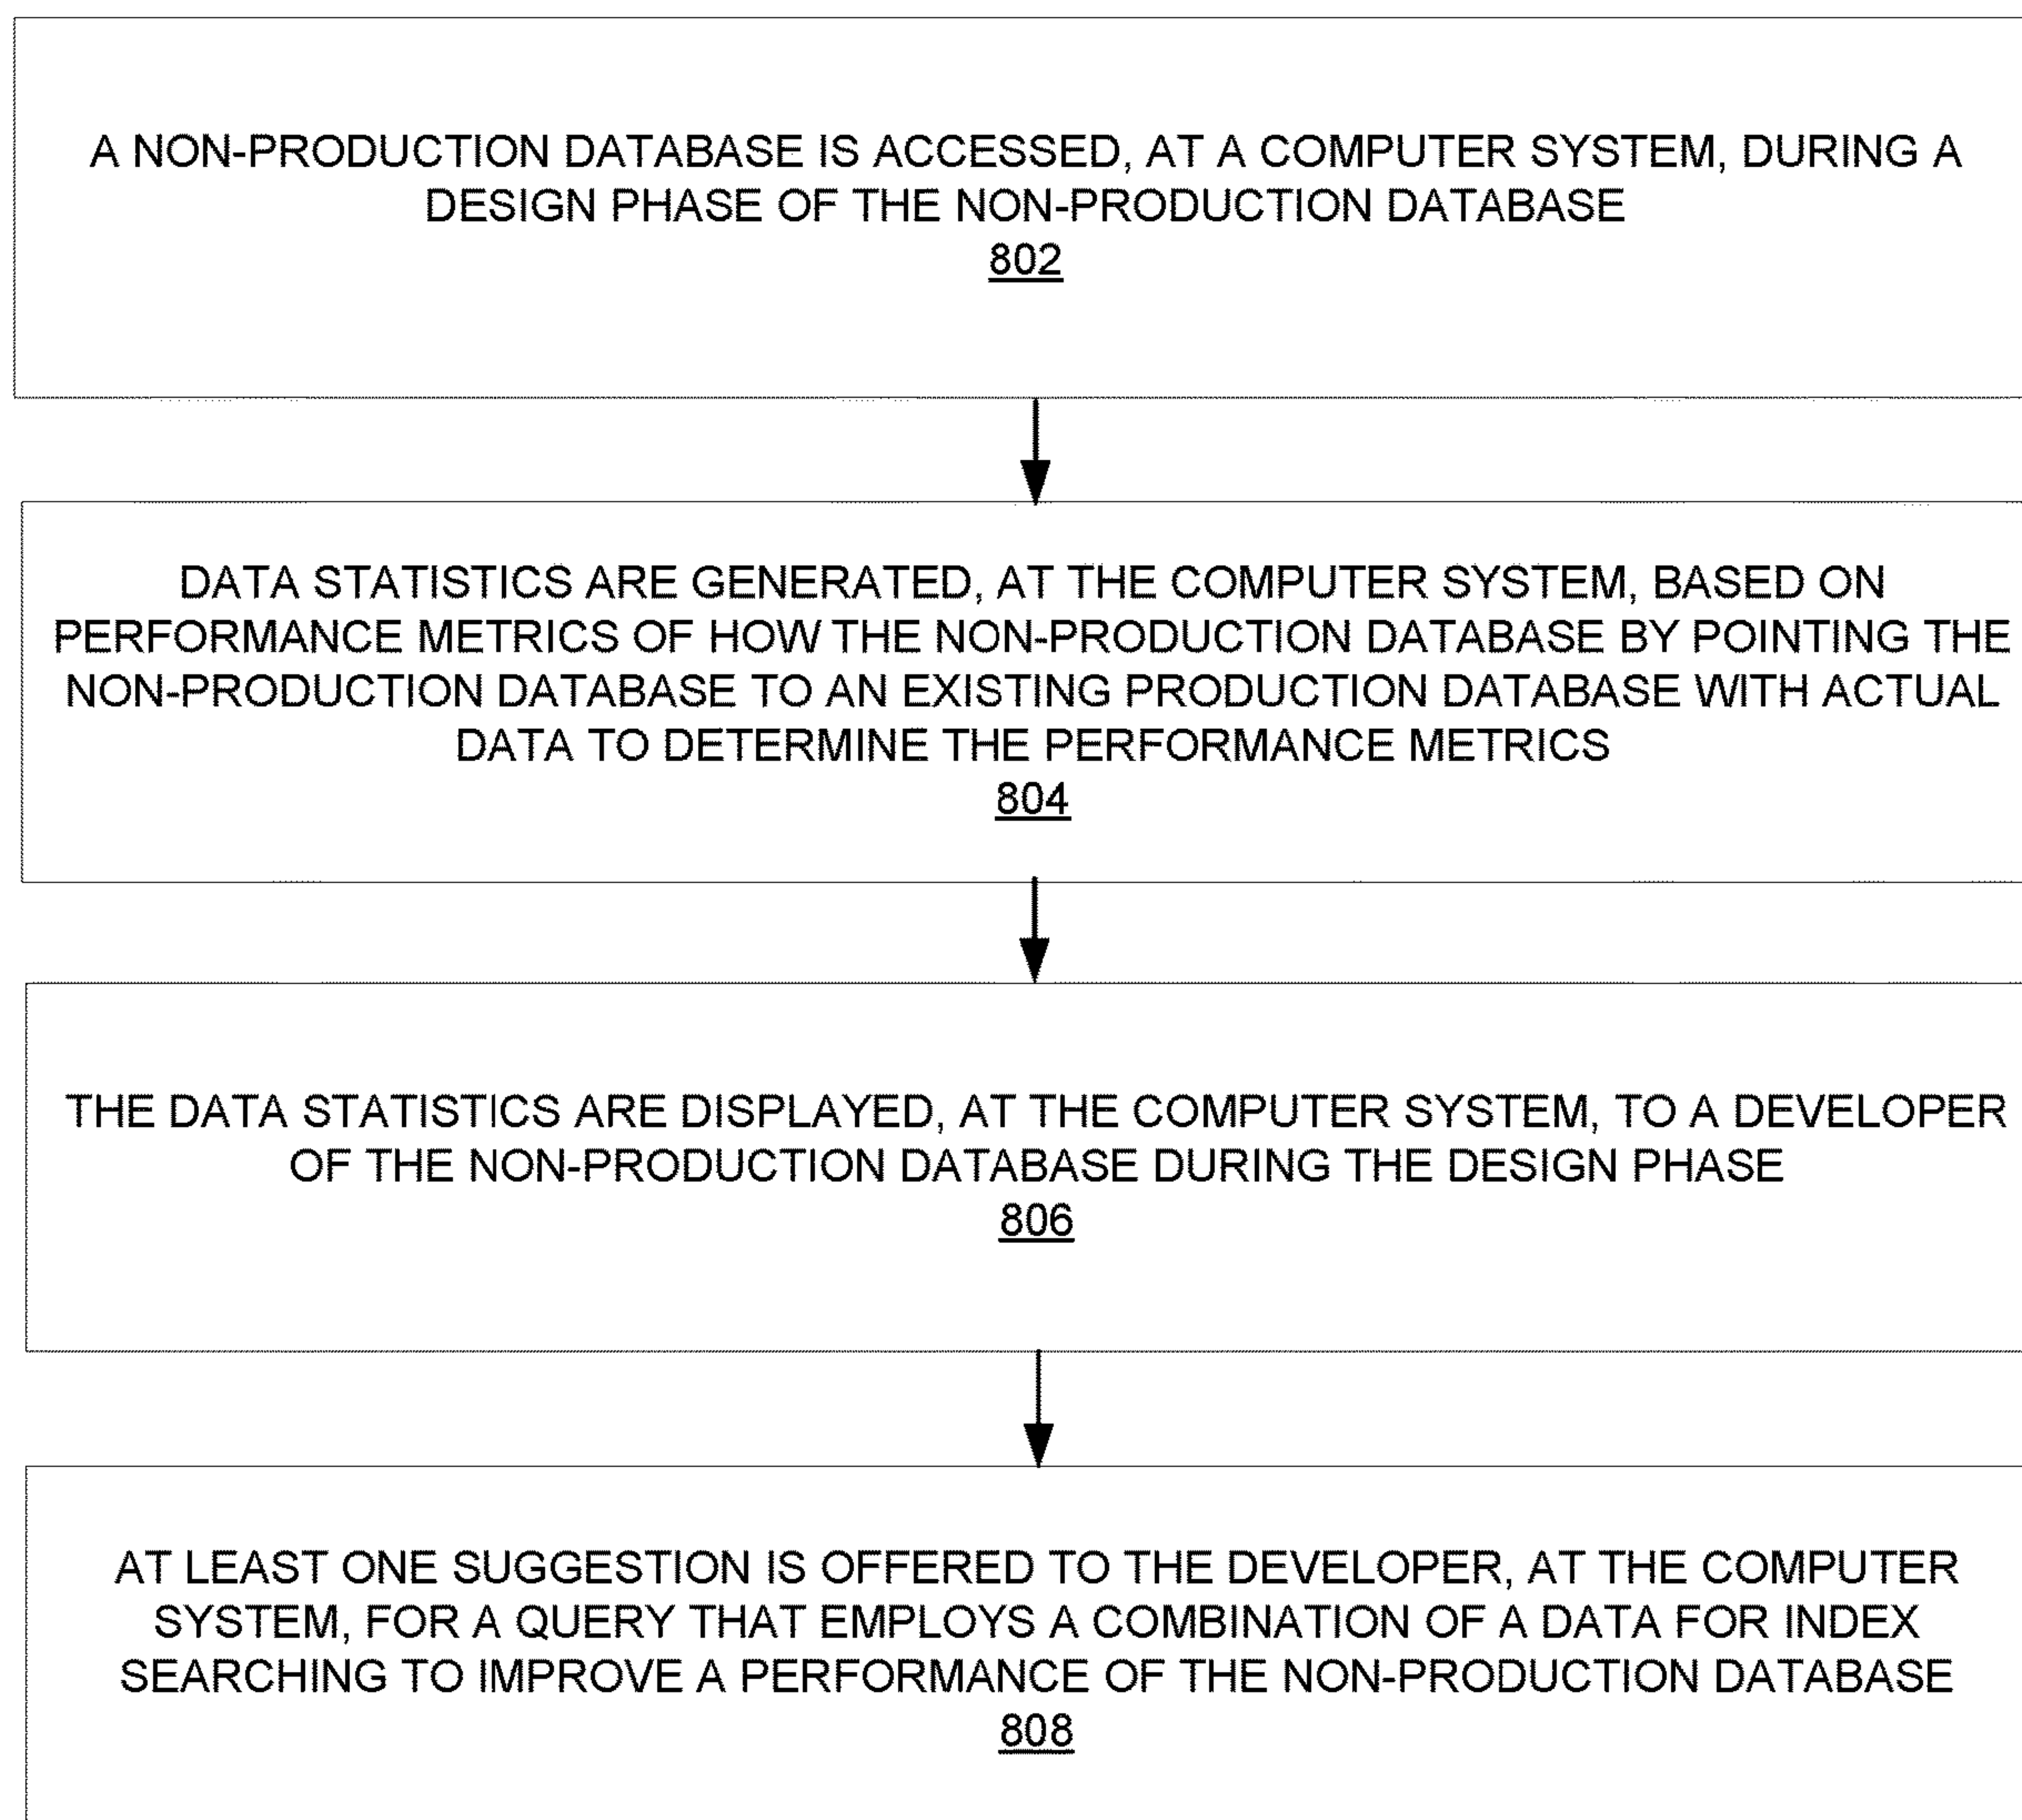 A NON-PRODUCTION DATABASE IS ACCESSED, AT A COMPUTER SYSTEM, DURING A
DESIGN PHASE OF THE NON-PRODUCTION DATABASE
802
DATA STATISTICS ARE GENERATED, AT THE COMPUTER SYSTEM, BASED ON
PERFORMANCE METRICS OF HOW THE NON-PRODUCTION DATABASE BY POINTING THE
NON-PRODUCTION DATABASE TO AN EXISTING PRODUCTION DATABASE WITH ACTUAL
DATA TO DETERMINE THE PERFORMANCE METRICS
804
THE DATA STATISTICS ARE DISPLAYED, AT THE COMPUTER SYSTEM, TO A DEVELOPER
OF THE NON-PRODUCTION DATABASE DURING THE DESIGN PHASE
806
AT LEAST ONE SUGGESTION IS OFFERED TO THE DEVELOPER, AT THE COMPUTER
SYSTEM, FOR A QUERY THAT EMPLOYS A COMBINATION OF A DATA FOR INDEX
SEARCHING TO IMPROVE A PERFORMANCE OF THE NON-PRODUCTION DATABASE
808